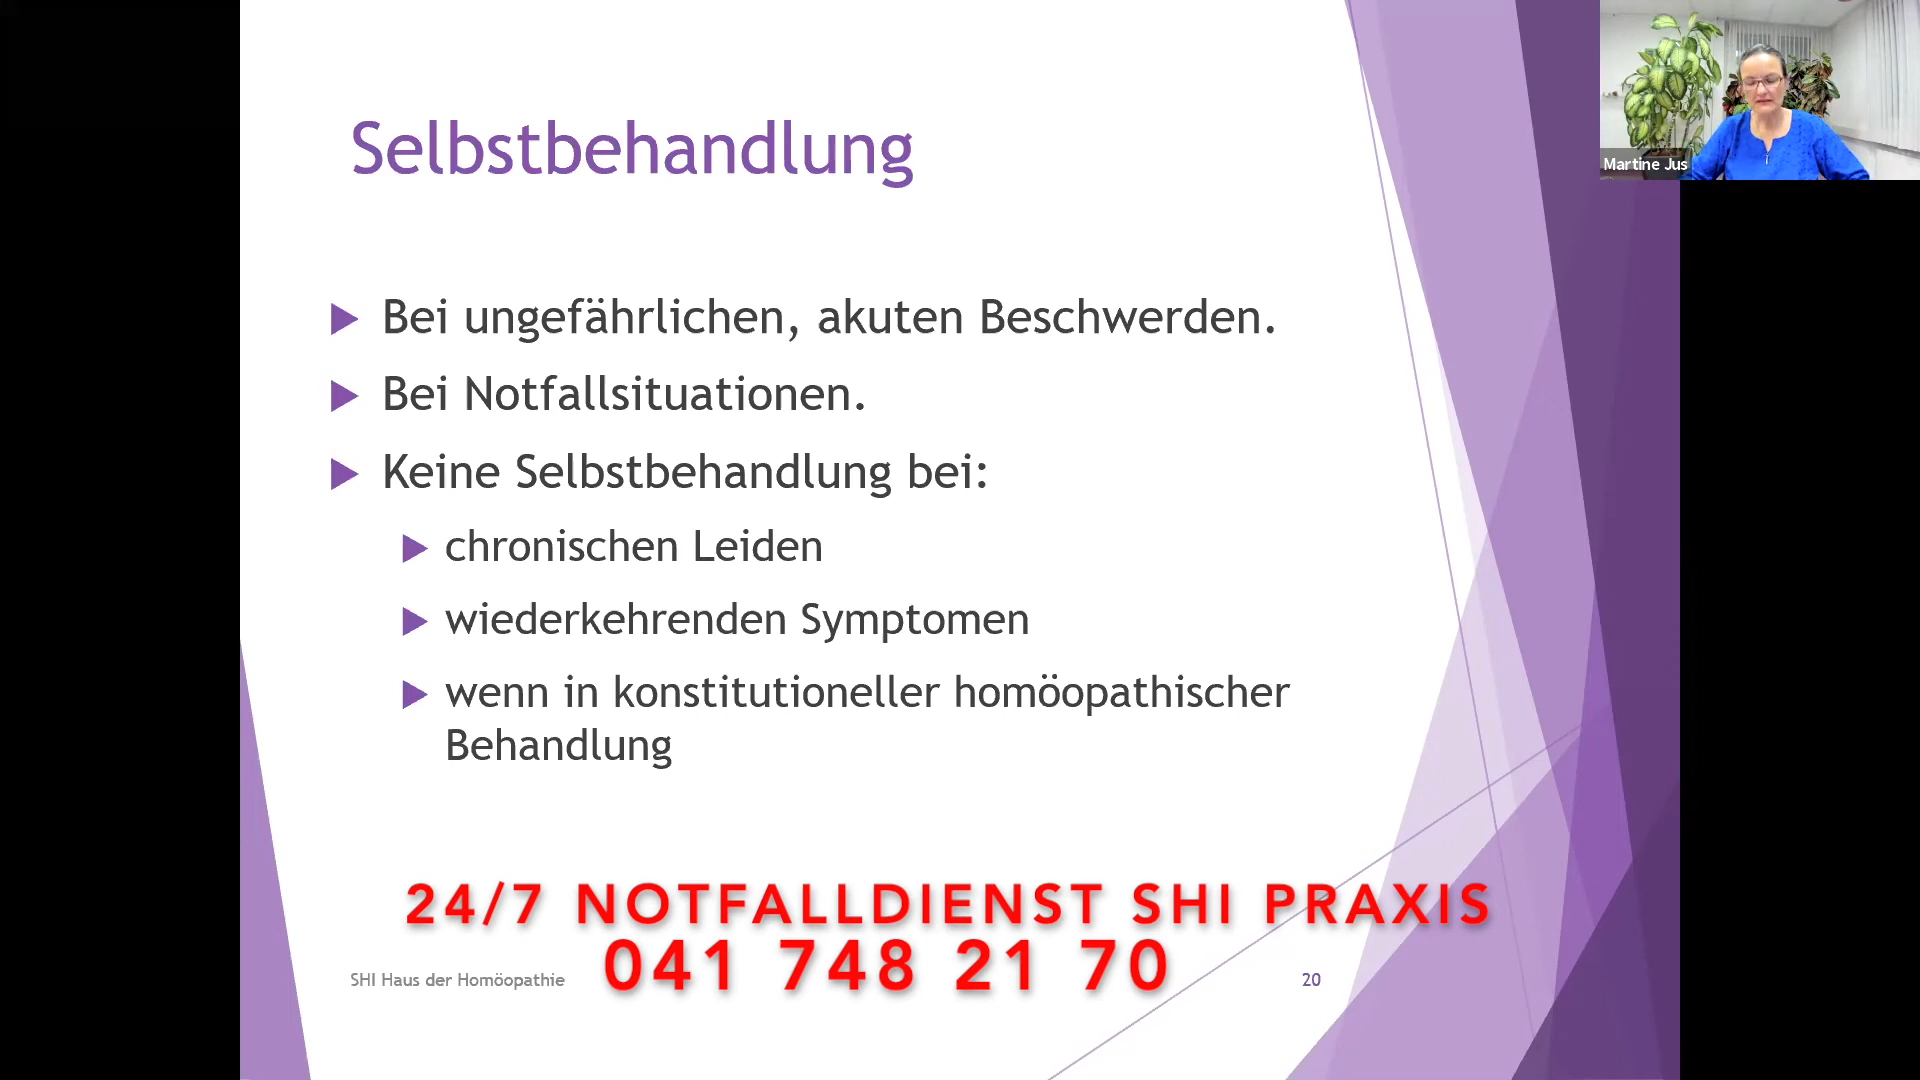 Selbstbehandlung
Bei ungefährlichen, akuten Beschwerden.
Bei Notfallsituationen.
Keine Selbstbehandlung bei:
chronischen Leiden
wiederkehrenden Symptomen
wenn in konstitutioneller homöopathischer
Behandlung
24/7 NOTFALLDIENST SHI PRAXIS
041 748 21 70
SHI Haus der Homöopathie
20
Martine Jus